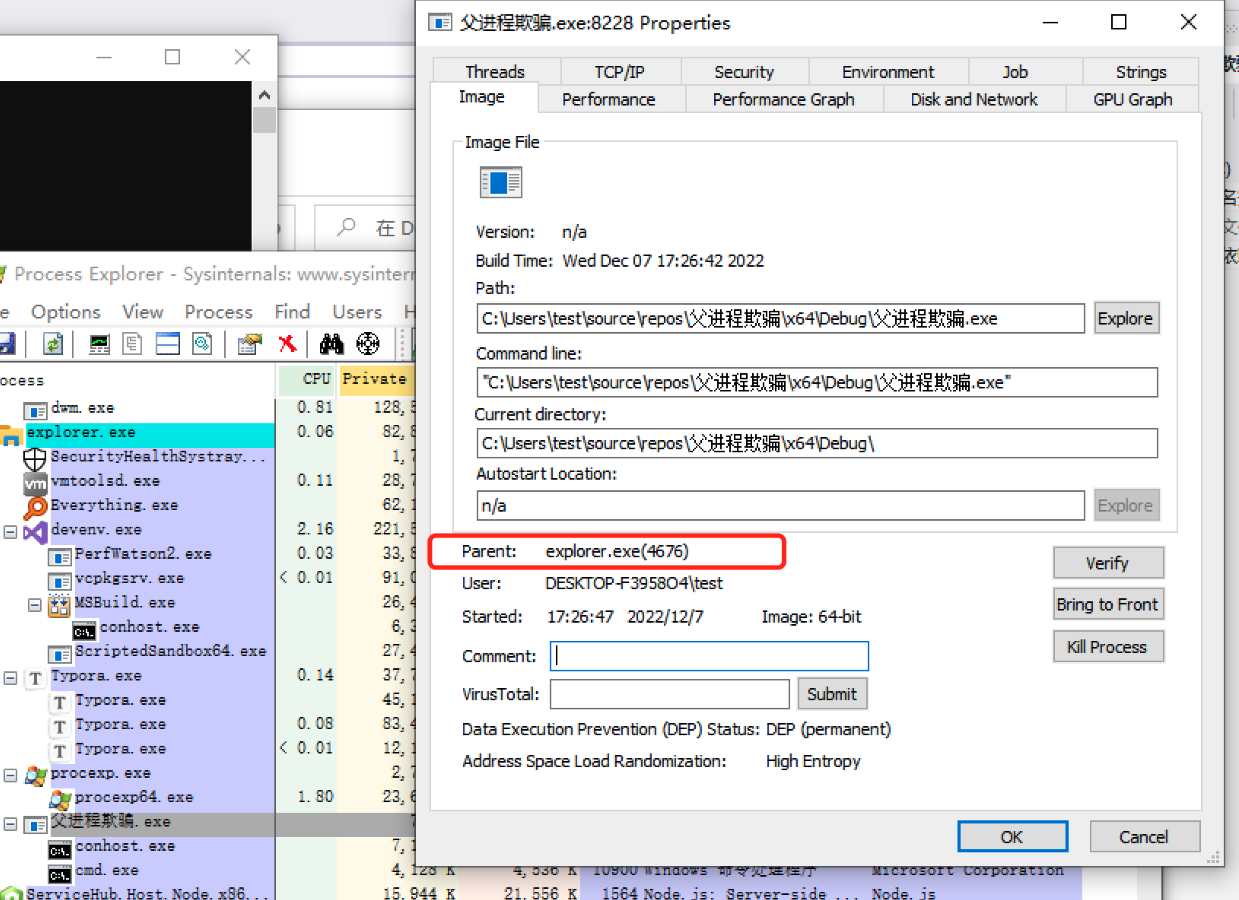 父进程欺骗.exe:8228 Properties
Threads TCP/IP Security Environment Job Strings
Image Performance Performance Graph Disk and Network GPU Graph
Image File
Version: n/a
Build Time: Wed Dec 07 17:26:42 2022
Path:
C:\Users\test\source\repos\父进程欺骗\x64\Debug\父进程欺骗.exe Explore
Command line:
"C:\Users\test\source\repos\父进程欺骗\x64\Debug\父进程欺骗.exe"
Current directory:
C:\Users\test\source\repos\父进程欺骗\x64\Debug\
Autostart Location:
n/a Explore
Parent: explorer.exe(4676)
User: DESKTOP-F3958O4\test
Started: 17:26:47 2022/12/7 Image: 64-bit
Comment:
VirusTotal: Submit
Data Execution Prevention (DEP) Status: DEP (permanent)
Address Space Load Randomization: High Entropy
Verify
Bring to Front
Kill Process
OK Cancel
在 D
Process Explorer - Sysinternals: www.sysintern
e Options View Process Find Users H
ocess CPU Private
dwm.exe 0.81 128,
explorer.exe 0.06 82,
SecurityHealthSystray... 1,
vmtoolsd.exe 0.11 28,
Everything.exe 62,
devenv.exe 2.16 221,
PerfWatson2.exe 0.03 33,
vcpkgsrv.exe < 0.01 91,
MSBuild.exe 26,
conhost.exe 6,
ScriptedSandbox64.exe 27,
Typora.exe 0.14 37,
Typora.exe 45,
Typora.exe 0.08 83,
Typora.exe < 0.01 12,
procexp.exe 2,
procexp64.exe 1.80 23,
父进程欺骗.exe
conhost.exe 7,
cmd.exe 4,128 K 4,536 K 10900 Windows 命令处理程序 Microsoft Corporation
ServiceHub.Host.Node.x86... 15,944 K 21,556 K 1564 Node.js: Server-side ... Node.js